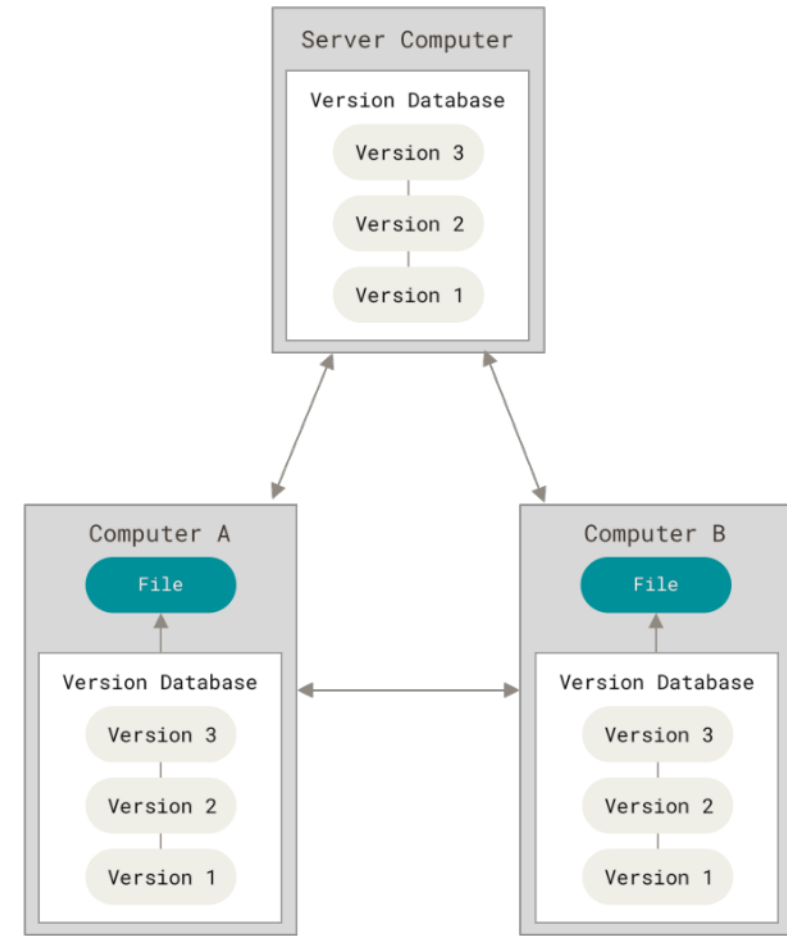 Server Computer
Version Database
Version 3
Version 2
Version 1
Computer A
File
Version Database
Version 3
Version 2
Version 1
Computer B
File
Version Database
Version 3
Version 2
Version 1